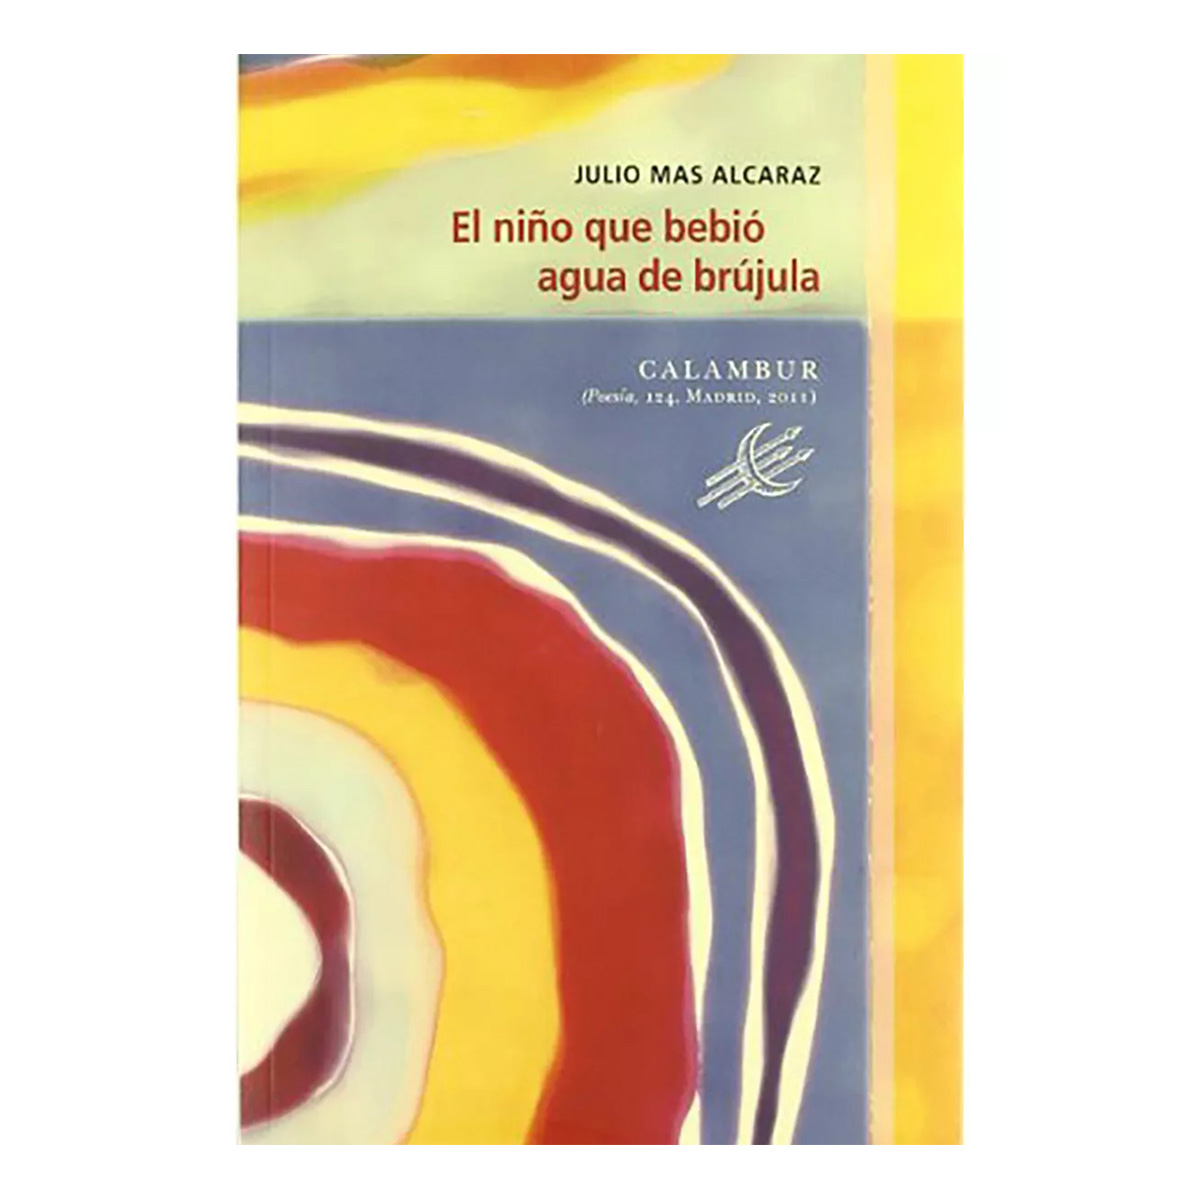 JULIO MAS ALCARAZ
El niño que bebió
agua de brújula
CALAMBUR
(Poesía, 124. MADRID, 2011)